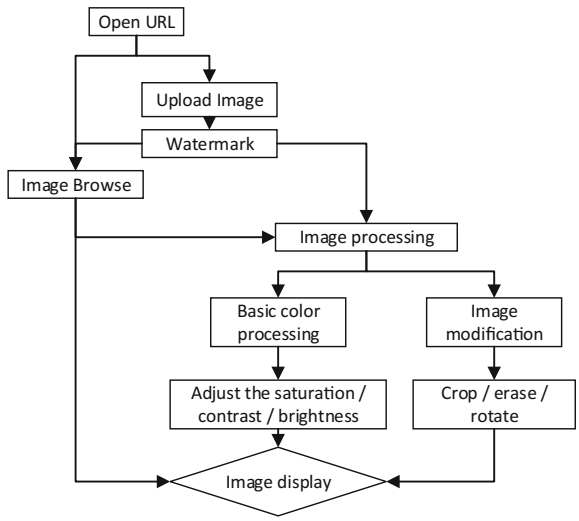 Open URL
Upload Image
Watermark
Image Browse
Image processing
Basic color
processing
Image
modification
Adjust the saturation /
contrast / brightness
Crop / erase /
rotate
Image display